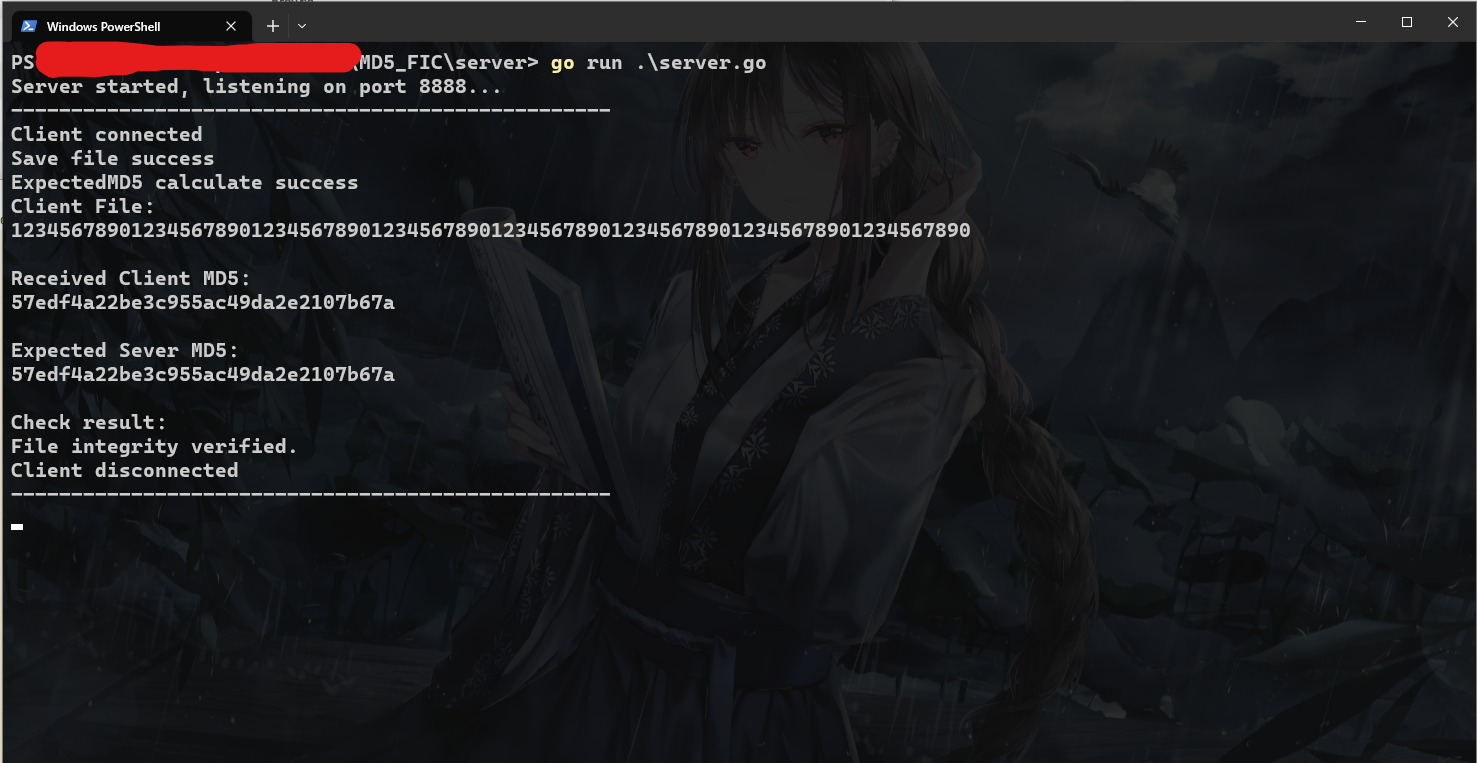 Windows PowerShell
PS \MD5_FIC\server> go run .\server.go
Server started, listening on port 8888...
--------------------------------------------------
Client connected
Save file success
ExpectedMD5 calculate success
Client File:
12345678901234567890123456789012345678901234567890123456789012345678901234567890

Received Client MD5:
57edf4a22be3c955ac49da2e2107b67a

Expected Sever MD5:
57edf4a22be3c955ac49da2e2107b67a

Check result:
File integrity verified.
Client disconnected
--------------------------------------------------